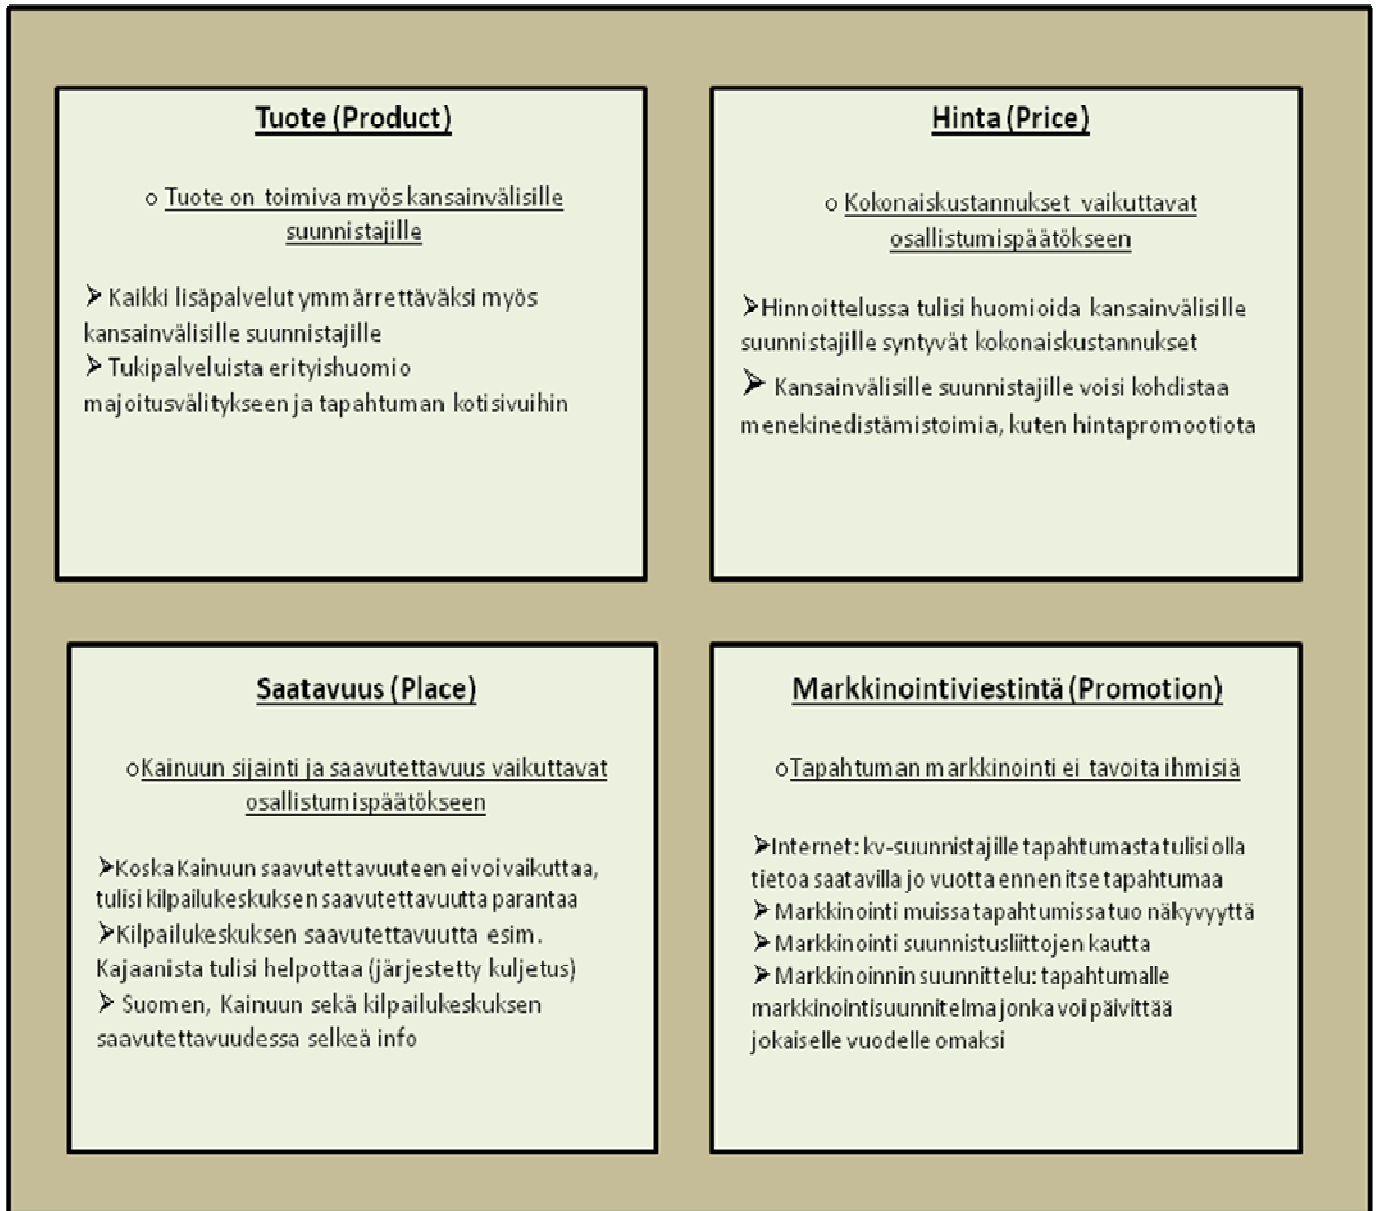 Tuote (Product)
o Tuote on toimiva myös kansainvälisille
suunnistajille
➢ Kaikki lisäpalvelut ymmärrettäväksi myös
kansainvälisille suunnistajille
➢ Tukipalveluista erityishuomio
majoitusvälitykseen ja tapahtuman kotisivuihin
Hinta (Price)
o Kokonaiskustannukset vaikuttavat
osallistumispäätökseen
➢Hinnoittelussa tulisi huomioida kansainvälisille
suunnistajille syntyvät kokonaiskustannukset
➢ Kansainvälisille suunnistajille voisi kohdistaa
menekinedistämistoimia, kuten hintapromootiota
Saatavuus (Place)
oKainuun sijainti ja saavutettavuus vaikuttavat
osallistumispäätökseen
➢Koska Kainuun saavutettavuuteen ei voi vaikuttaa,
tulisi kilpailukeskuksen saavutettavuutta parantaa
➢Kilpailukeskuksen saavutettavuutta esim.
Kajaanista tulisi helpottaa (järjestetty kuljetus)
➢ Suomen, Kainuun sekä kilpailukeskuksen
saavutettavuudessa selkeä info
Markkinointiviestintä (Promotion)
oTapahtuman markkinointi ei tavoita ihmisiä
➢Internet: kv-suunnistajille tapahtumasta tulisi olla
tietoa saatavilla jo vuotta ennen itse tapahtumaa
➢ Markkinointi muissa tapahtumissa tuo näkyvyyttä
➢ Markkinointi suunnistusliittojen kautta
➢ Markkinoinnin suunnittelu: tapahtumalle
markkinointisuunnitelma jonka voi päivittää
jokaiselle vuodelle omaksi